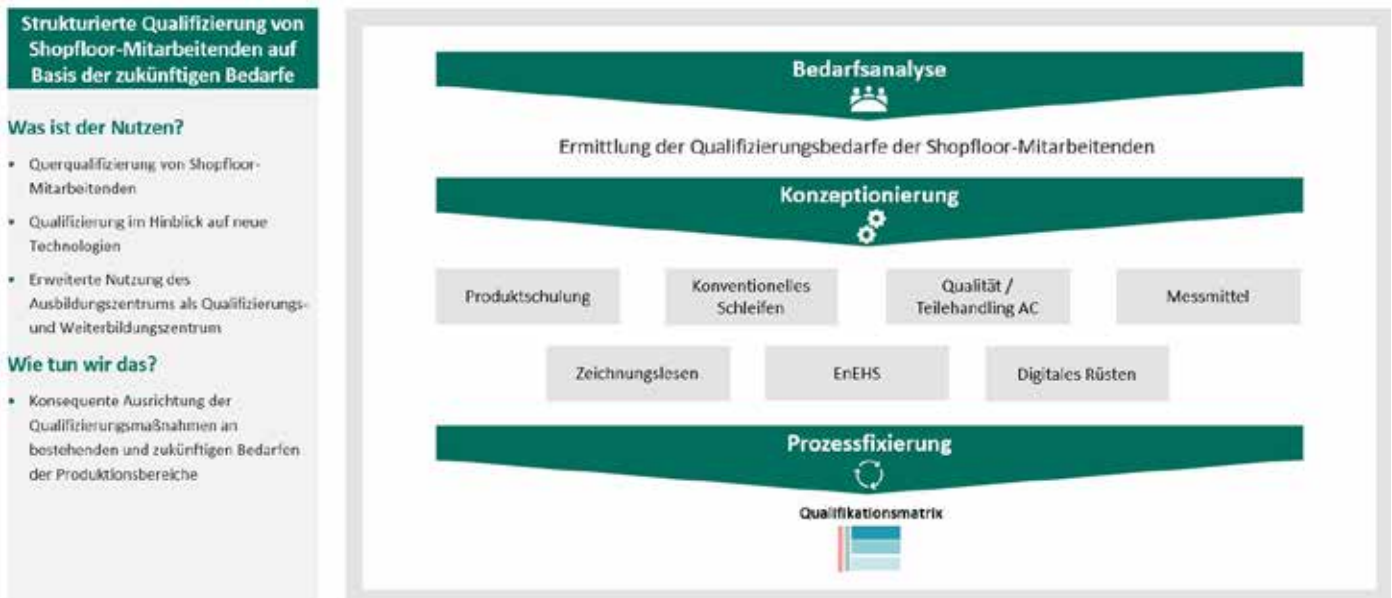 Strukturierte Qualifizierung von
Shopfloor-Mitarbeitenden auf
Basis der zukünftigen Bedarfe
Was ist der Nutzen?
• Querqualifizierung von Shopfloor-
Mitarbeitenden
• Qualifizierung im Hinblick auf neue
Technologien
• Erweiterte Nutzung des
Ausbildungszentrums als Qualifizierungs-
und Weiterbildungszentrum
Wie tun wir das?
• Konsequente Ausrichtung der
Qualifizierungsmaßnahmen an
bestehenden und zukünftigen Bedarfen
der Produktionsbereiche
Bedarfsanalyse
Ermittlung der Qualifizierungsbedarfe der Shopfloor-Mitarbeitenden
Konzeptionierung
Produktschulung
Konventionelles
Schleifen
Qualität /
Teilehandling AC
Messmittel
Zeichnungslesen
EnEHS
Digitales Rüsten
Prozessfixierung
Qualifikationsmatrix